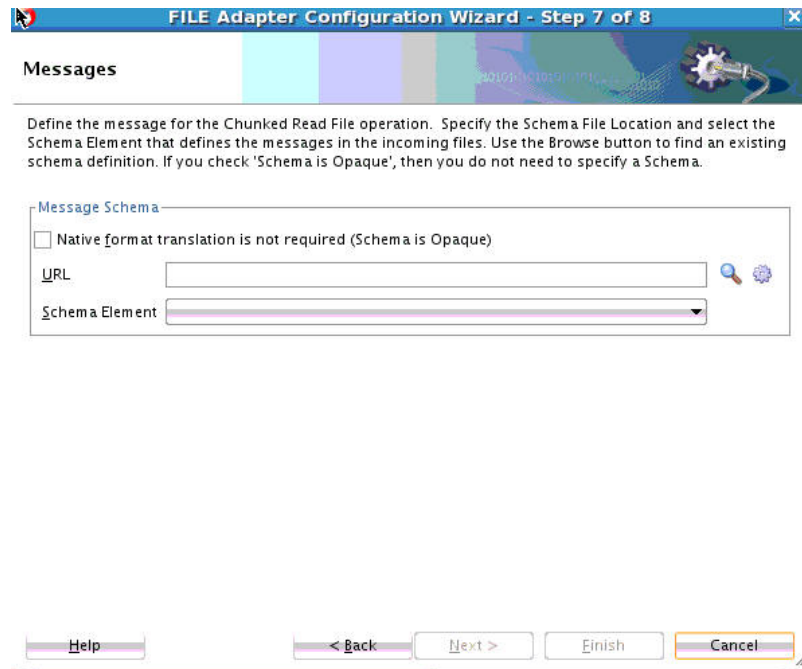 FILE Adapter Configuration Wizard - Step 7 of 8
Messages
Define the message for the Chunked Read File operation. Specify the Schema File Location and select the
Schema Element that defines the messages in the incoming files. Use the Browse button to find an existing
schema definition. If you check 'Schema is Opaque', then you do not need to specify a Schema.
Message Schema
Native format translation is not required (Schema is Opaque)
URL
Schema Element
Help
< Back
Next >
Finish
Cancel